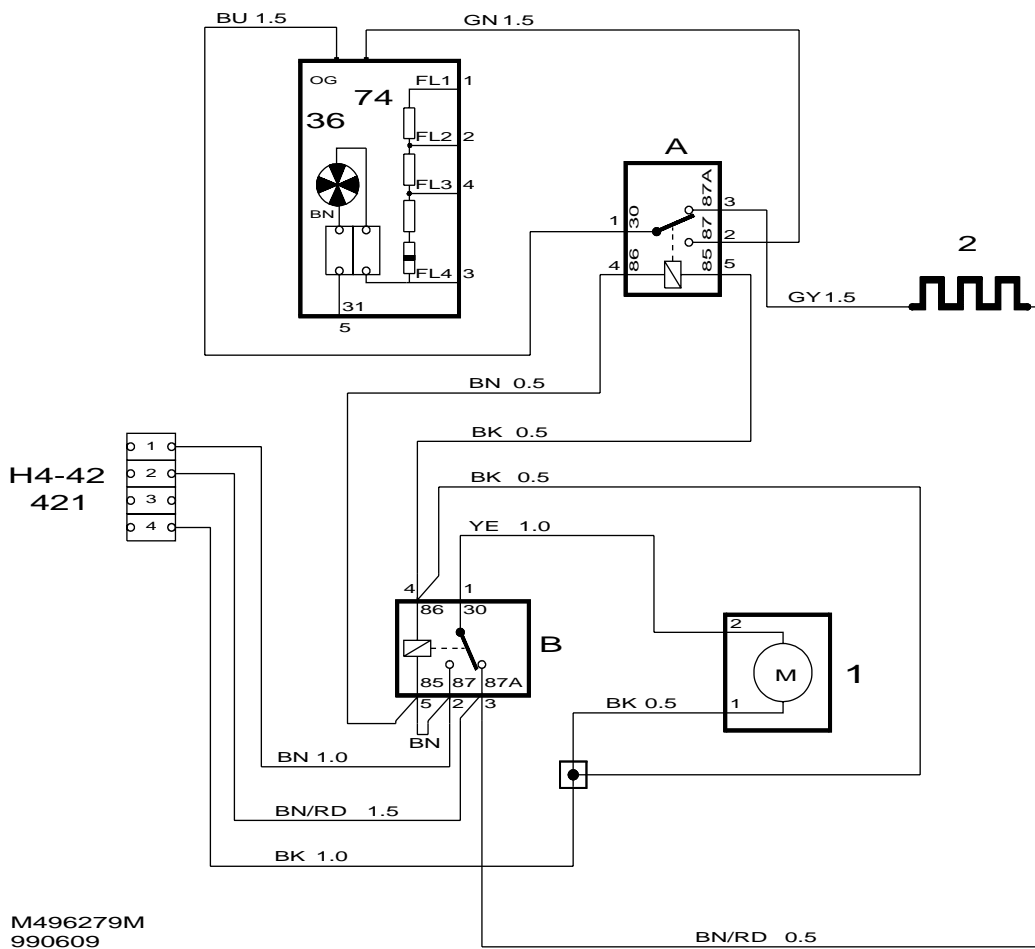 BU 1.5
GN 1.5
OG
74
36
FL1 1
FL2 2
FL3 4
FL4 3
BN
31
5
A
1
30
86
4
87A
87
85
3
2
5
2
GY 1.5
BN 0.5
BK 0.5
BK 0.5
YE 1.0
H4-42
421
1
2
3
4
4
1
86
30
B
85
87
87A
5
2
3
BN
2
M
1
1
BK 0.5
BN 1.0
BN/RD 1.5
BK 1.0
M496279M
990609
BN/RD 0.5